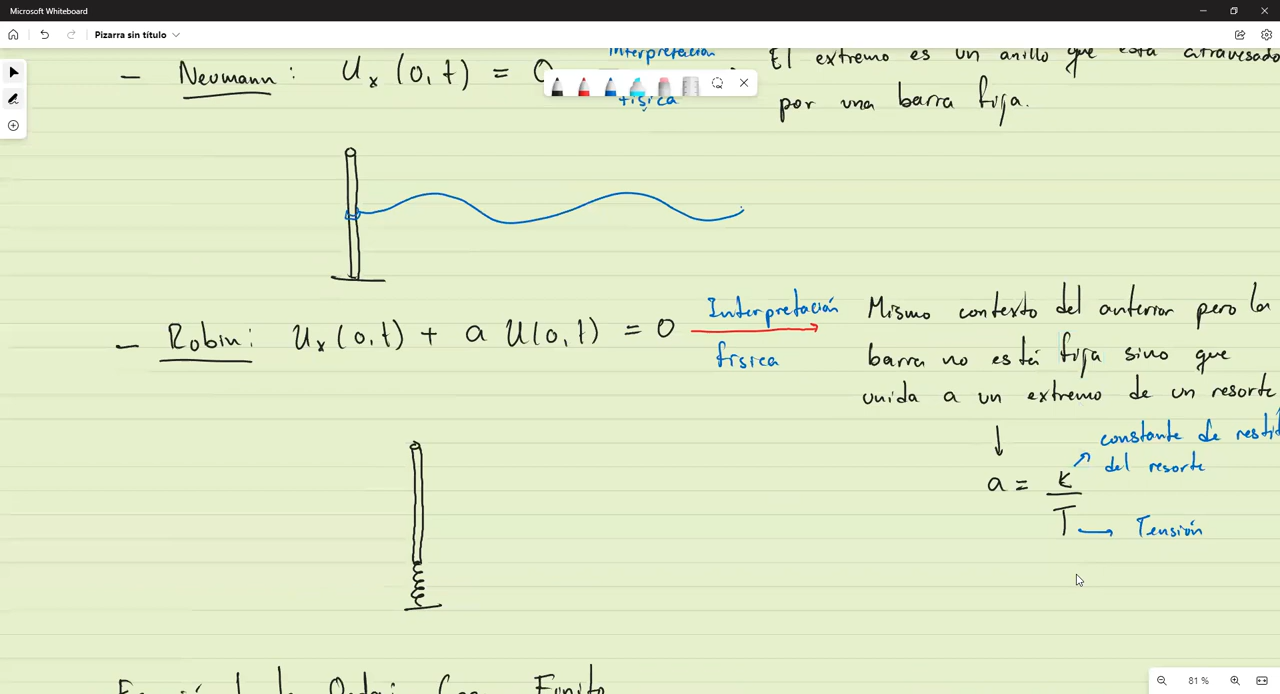 Microsoft Whiteboard
Pizarra sin título
- Neumann: Ux (0,t) = 0
Interpretación
física
El extremo es un anillo que está atravesado
por una barra fija.
- Robin: Ux (0,t) + a U(0,t) = 0
Interpretación
física
Mismo contexto del anterior pero la
barra no está fija sino que
unida a un extremo de un resorte
↓
constante de
del resorte
a = K/T
→ Tensión
Finito
81 %